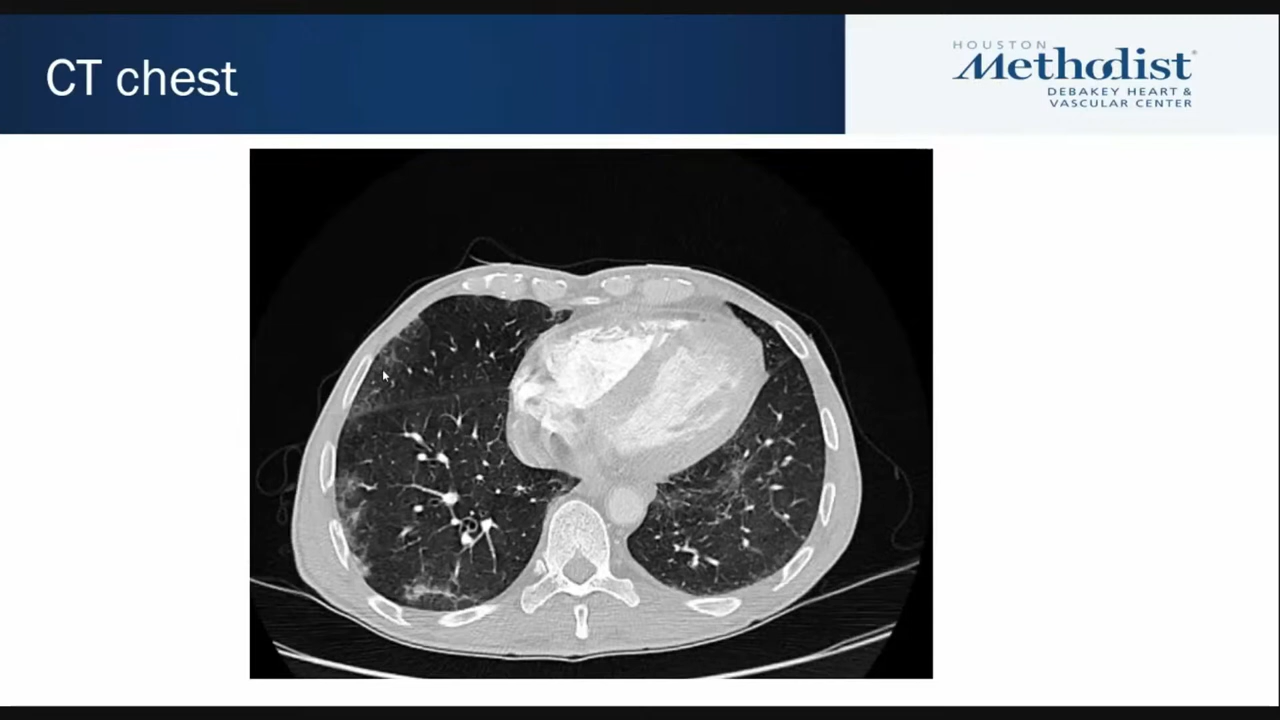 CT chest
HOUSTON
Methodist®
DEBAKEY HEART &
VASCULAR CENTER